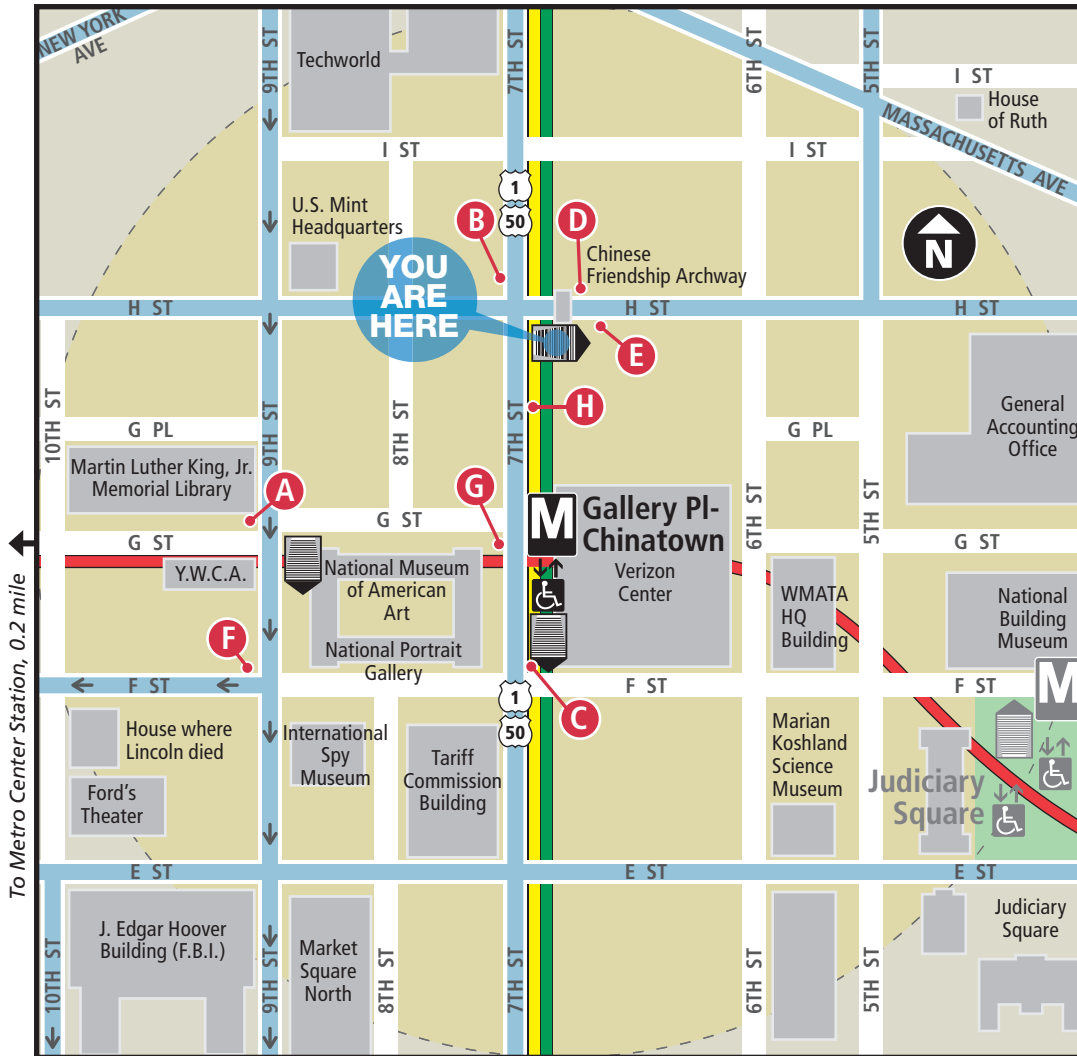 NEW YORK
AVE
9TH ST
Techworld
7TH ST
6TH ST
5TH ST
I ST
House
of Ruth
MASSACHUSETTS AVE
I ST
I ST
1
50
U.S. Mint
Headquarters
B
D
Chinese
Friendship Archway
N
YOU
ARE
HERE
H ST
H ST
H ST
H ST
E
H
10TH ST
9TH ST
8TH ST
7TH ST
G PL
G PL
General
Accounting
Office
Martin Luther King, Jr.
Memorial Library
A
G
M
Gallery Pl-
Chinatown
Verizon
Center
6TH ST
5TH ST
G ST
G ST
G ST
Y.W.C.A.
National Museum
of American
Art
National Portrait
Gallery
WMATA
HQ
Building
National
Building
Museum
F
C
M
F ST
F ST
F ST
1
50
To Metro Center Station, 0.2 mile
House where
Lincoln died
Ford's
Theater
International
Spy
Museum
Tariff
Commission
Building
Marian
Koshland
Science
Museum
Judiciary
Square
E ST
E ST
E ST
10TH ST
J. Edgar Hoover
Building (F.B.I.)
9TH ST
Market
Square
North
8TH ST
7TH ST
6TH ST
5TH ST
Judiciary
Square